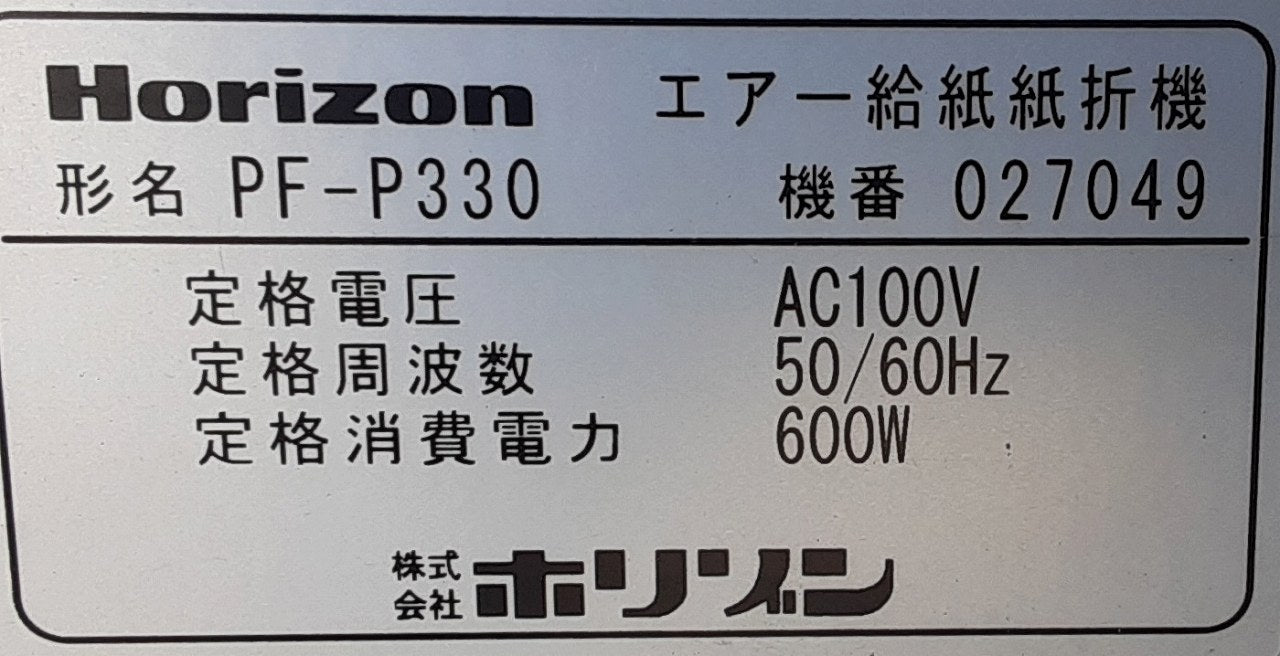 Horizon エアー給紙紙折機
形名 PF-P330 機番 027049
定格電圧 AC100V
定格周波数 50/60Hz
定格消費電力 600W
株式会社 ホリゾン